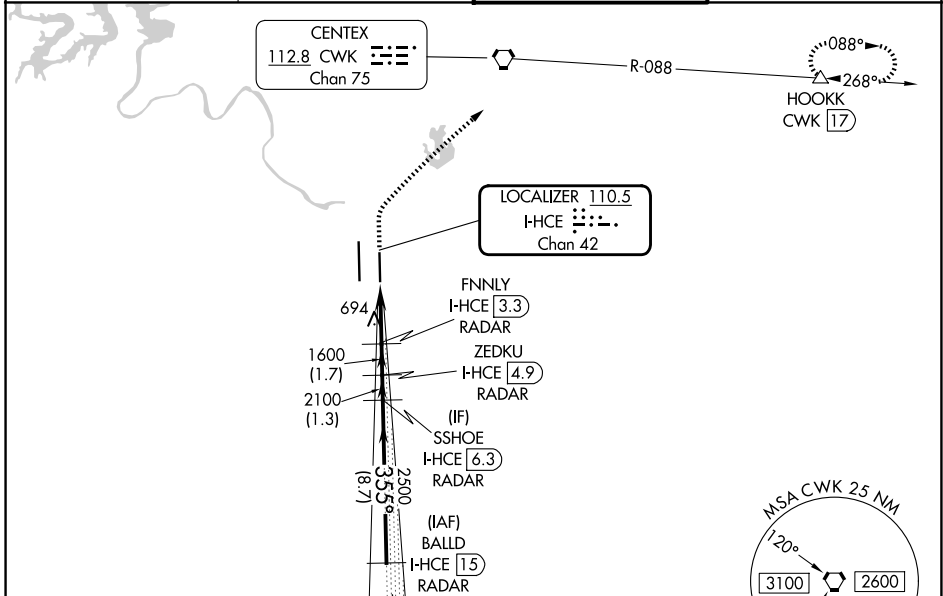 CENTEX
112.8 CWK
Chan 75
R-088
088°
268°
HOOKK
CWK 17
LOCALIZER 110.5
I-HCE
Chan 42
FNNLY
I-HCE 3.3
RADAR
694
ZEDKU
I-HCE 4.9
RADAR
1600
(1.7)
2100
(1.3)
(IF)
SSHOE
I-HCE 6.3
RADAR
2500
355°
(8.7)
(IAF)
BALLD
I-HCE 15
RADAR
MSA CWK 25 NM
120°
3100
2600